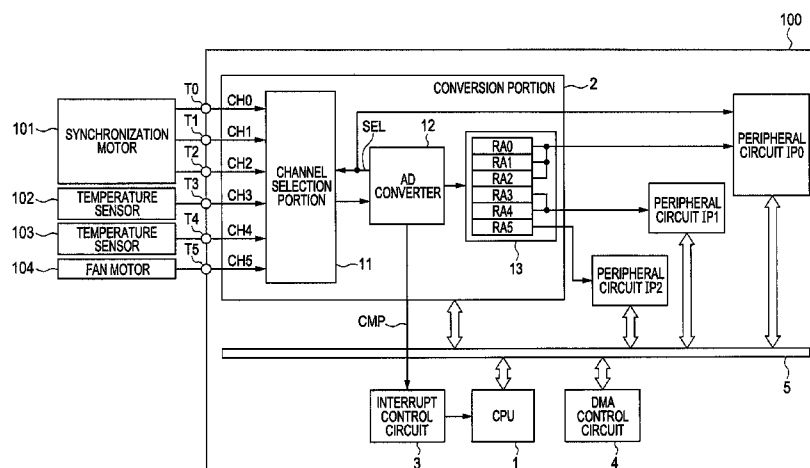 100
CONVERSION PORTION
2
T0
CH0
101
SYNCHRONIZATION
MOTOR
T1
CH1
T2
CH2
SEL
12
CHANNEL
SELECTION
PORTION
AD
CONVERTER
RA0
RA1
RA2
RA3
RA4
RA5
PERIPHERAL
CIRCUIT IP0
102
TEMPERATURE
SENSOR
T3
CH3
PERIPHERAL
CIRCUIT IP1
103
TEMPERATURE
SENSOR
T4
CH4
104
FAN MOTOR
T5
CH5
11
13
PERIPHERAL
CIRCUIT IP2
CMP
5
INTERRUPT
CONTROL
CIRCUIT
3
CPU
1
DMA
CONTROL
CIRCUIT
4